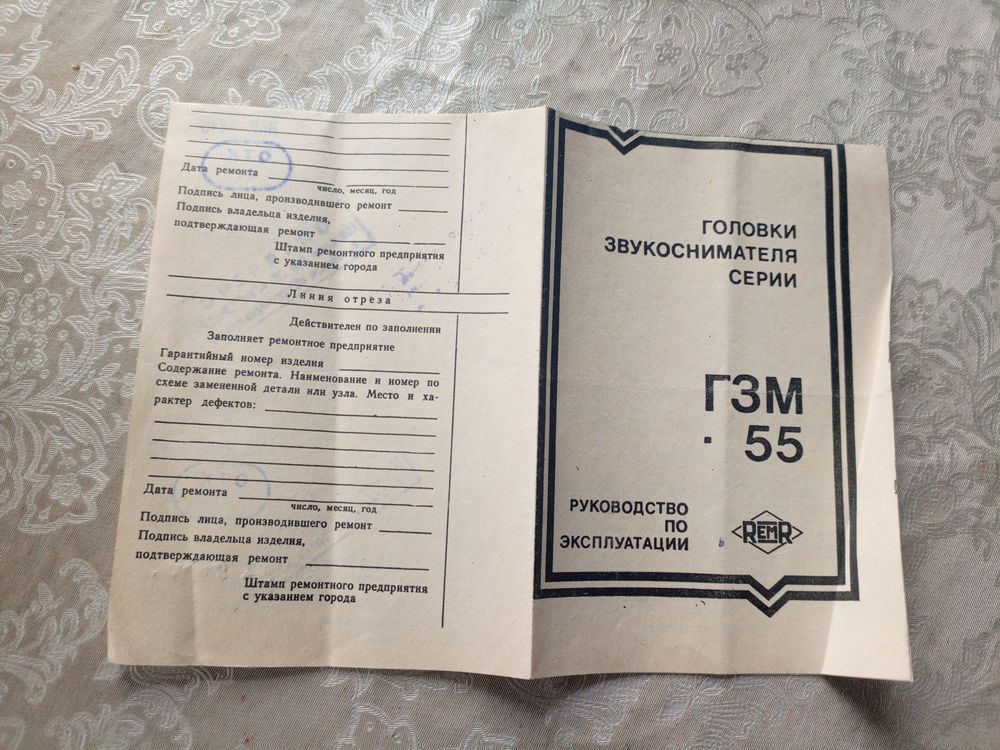 Дата ремонта
число, месяц, год
Подпись лица, производившего ремонт
Подпись владельца изделия,
подтверждающая ремонт
Штамп ремонтного предприятия
с указанием города
Линия отреза
Действителен по заполнении
Заполняет ремонтное предприятие
Гарантийный номер изделия
Содержание ремонта. Наименование и номер по
схеме замененной детали или узла. Место и ха-
рактер дефектов:
Дата ремонта
число, месяц, год
Подпись лица, производившего ремонт
Подпись владельца изделия,
подтверждающая ремонт
Штамп ремонтного предприятия
с указанием города
ГОЛОВКИ
ЗВУКОСНИМАТЕЛЯ
СЕРИИ
ГЗМ
55
РУКОВОДСТВО
ПО
ЭКСПЛУАТАЦИИ
REMR